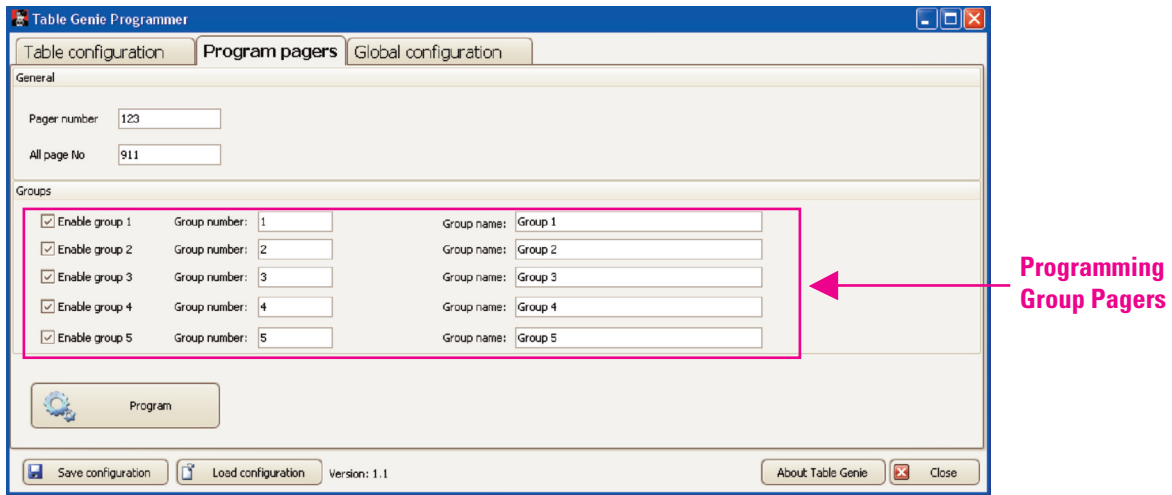 Table Genie Programmer
Table configuration Program pagers Global configuration
General
Pager number 123
All page No 911
Groups
Enable group 1 Group number: 1 Group name: Group 1
Enable group 2 Group number: 2 Group name: Group 2
Enable group 3 Group number: 3 Group name: Group 3
Enable group 4 Group number: 4 Group name: Group 4
Enable group 5 Group number: 5 Group name: Group 5
Programming
Group Pagers
Program
Save configuration Load configuration Version: 1.1 About Table Genie Close